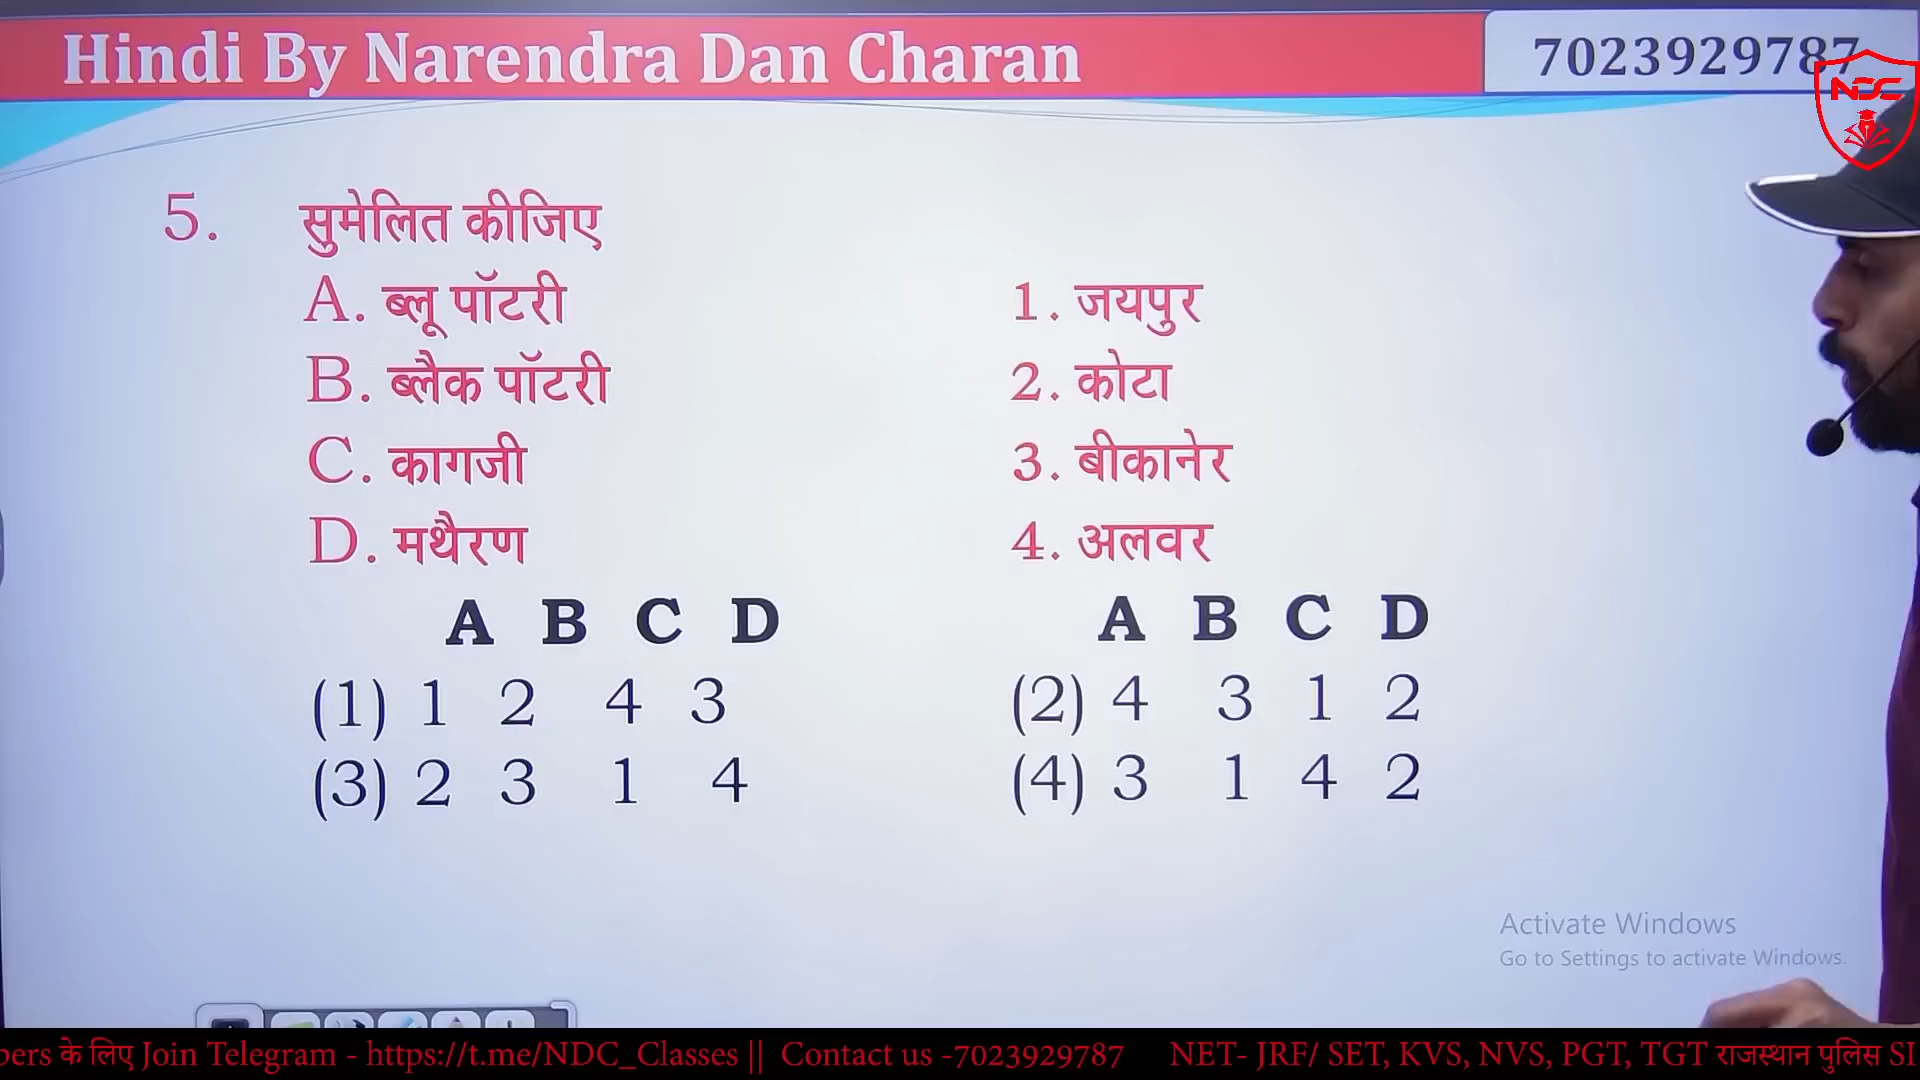 Hindi By Narendra Dan Charan 7023929787
NDC
5. सुमेलित कीजिए
A. ब्लू पॉटरी 1. जयपुर
B. ब्लैक पॉटरी 2. कोटा
C. कागजी 3. बीकानेर
D. मथैरण 4. अलवर
A B C D A B C D
(1) 1 2 4 3 (2) 4 3 1 2
(3) 2 3 1 4 (4) 3 1 4 2
Activate Windows
Go to Settings to activate Windows.
pers के लिए Join Telegram - https://t.me/NDC_Classes || Contact us -7023929787 NET- JRF/ SET, KVS, NVS, PGT, TGT राजस्थान पुलिस SI